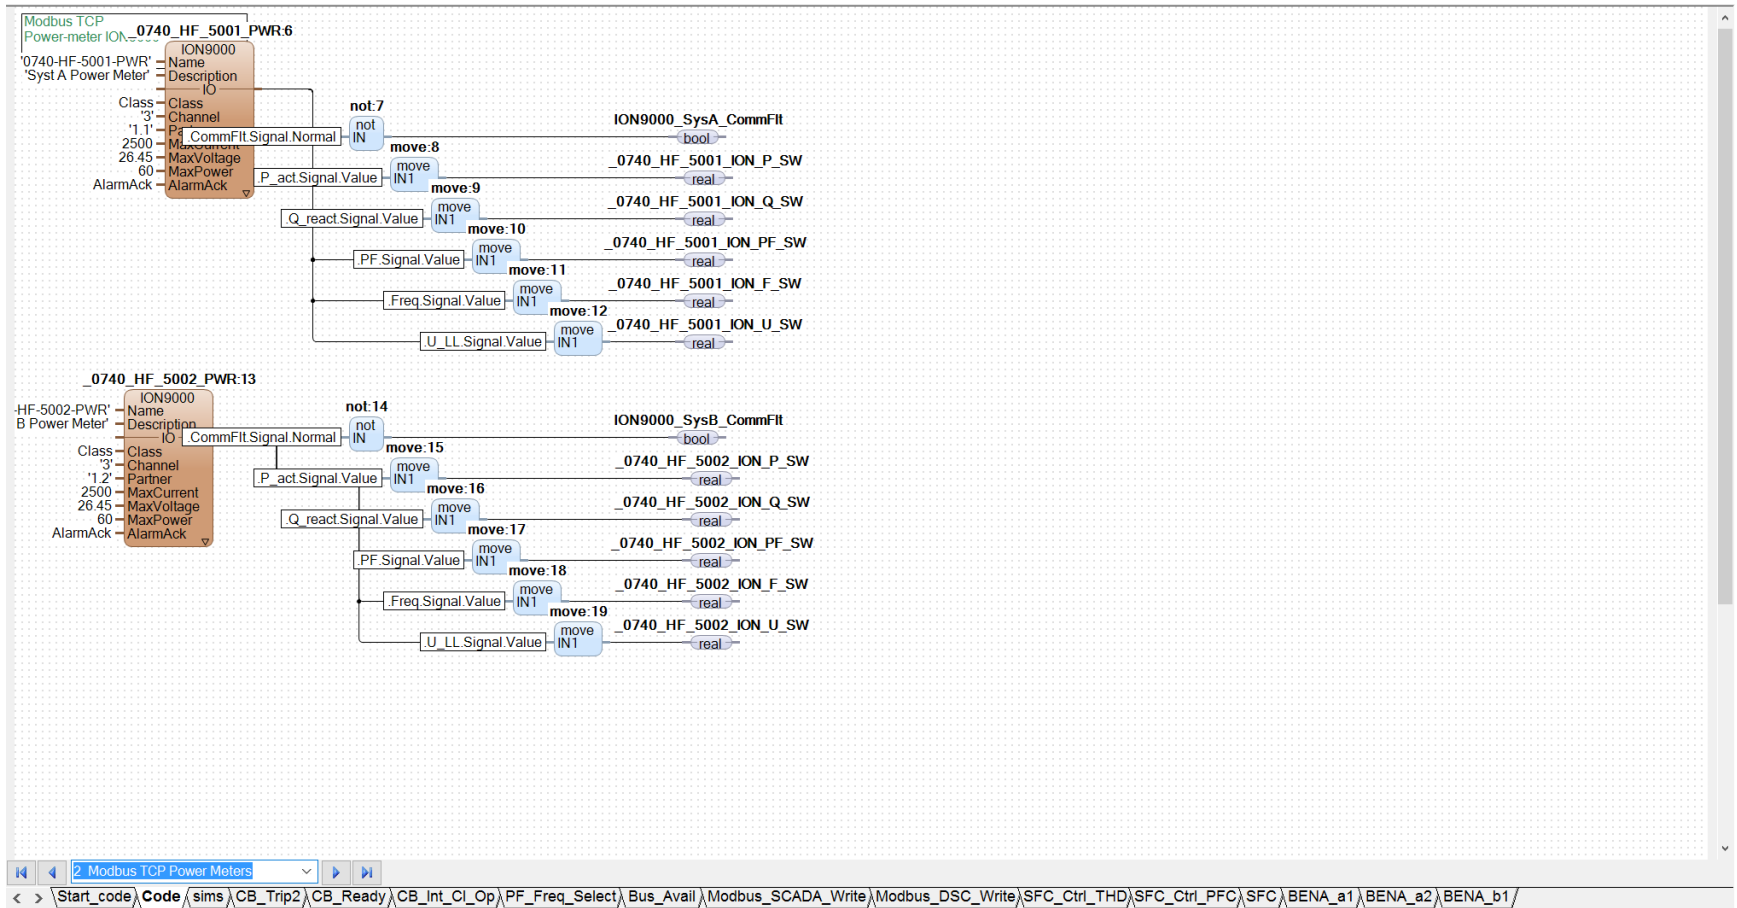 Modbus TCP
Power-meter ION
_0740_HF_5001_PWR:6
ION9000
'0740-HF-5001-PWR' Name
'Syst A Power Meter' Description
IO
Class Class
'3' Channel
'1.1'
2500 MaxCurrent
26.45 MaxVoltage
60 MaxPower
AlarmAck AlarmAck
not:7
not
.CommFlt.Signal.Normal IN
ION9000_SysA_CommFlt
bool
move:8
move
.P_act.Signal.Value IN1
_0740_HF_5001_ION_P_SW
real
move:9
move
.Q_react.Signal.Value IN1
_0740_HF_5001_ION_Q_SW
real
move:10
move
.PF.Signal.Value IN1
_0740_HF_5001_ION_PF_SW
real
move:11
move
.Freq.Signal.Value IN1
_0740_HF_5001_ION_F_SW
real
move:12
move
.U_LL.Signal.Value IN1
_0740_HF_5001_ION_U_SW
real
_0740_HF_5002_PWR:13
ION9000
-HF-5002-PWR' Name
B Power Meter' Description
IO
Class Class
'3' Channel
'1.2' Partner
2500 MaxCurrent
26.45 MaxVoltage
60 MaxPower
AlarmAck AlarmAck
not:14
not
.CommFlt.Signal.Normal IN
ION9000_SysB_CommFlt
bool
move:15
move
.P_act.Signal.Value IN1
_0740_HF_5002_ION_P_SW
real
move:16
move
.Q_react.Signal.Value IN1
_0740_HF_5002_ION_Q_SW
real
move:17
move
.PF.Signal.Value IN1
_0740_HF_5002_ION_PF_SW
real
move:18
move
.Freq.Signal.Value IN1
_0740_HF_5002_ION_F_SW
real
move:19
move
.U_LL.Signal.Value IN1
_0740_HF_5002_ION_U_SW
real
2 Modbus TCP Power Meters
Start_code Code sims CB_Trip2 CB_Ready CB_Int_Cl_Op PF_Freq_Select Bus_Avail Modbus_SCADA_Write Modbus_DSC_Write SFC_Ctrl_THD SFC_Ctrl_PFC SFC BENA_a1 BENA_a2 BENA_b1